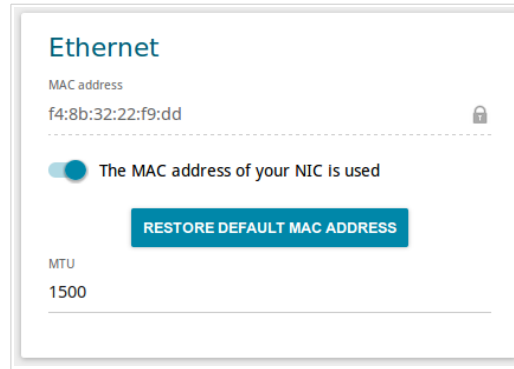 Ethernet
MAC address
f4:8b:32:22:f9:dd
The MAC address of your NIC is used
RESTORE DEFAULT MAC ADDRESS
MTU
1500